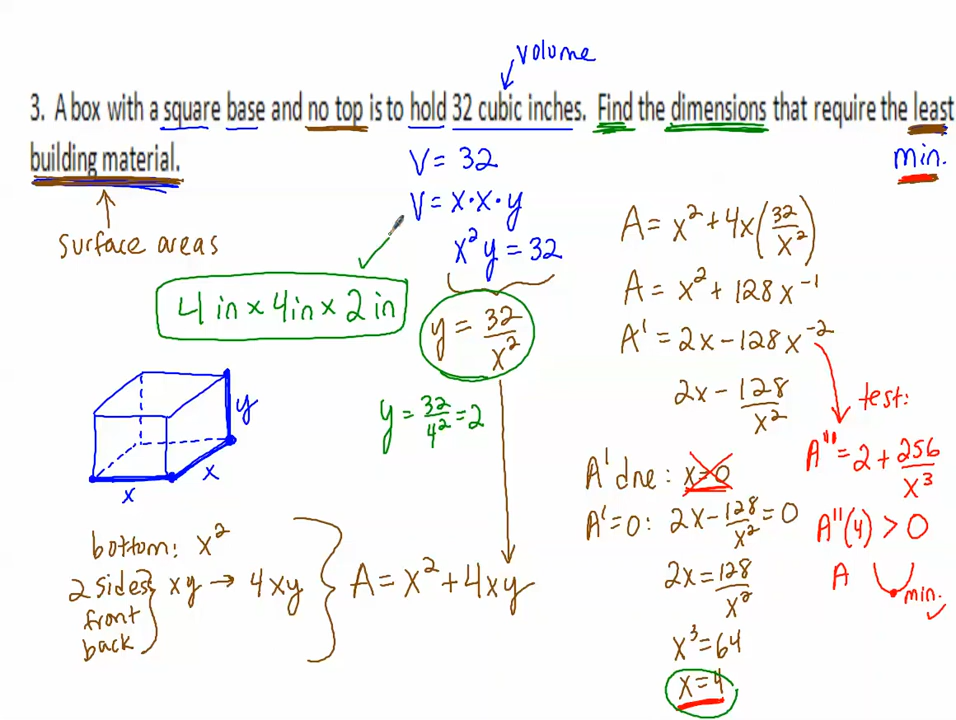 volume
3. A box with a square base and no top is to hold 32 cubic inches. Find the dimensions that require the least
building material.
min.
surface areas
V = 32
V = x·x·y
x²y = 32
y = 32/x²
4 in × 4 in × 2 in
y = 32/4² = 2
y
x
x
bottom: x²
2 sides
front
back
xy → 4xy
A = x² + 4xy
A = x² + 4x(32/x²)
A = x² + 128x⁻¹
A' = 2x − 128x⁻²
2x − 128/x²
A' dne: x=0
A' = 0: 2x − 128/x² = 0
2x = 128/x²
x³ = 64
x = 4
test:
A'' = 2 + 256/x³
A''(4) > 0
A
min. ✓